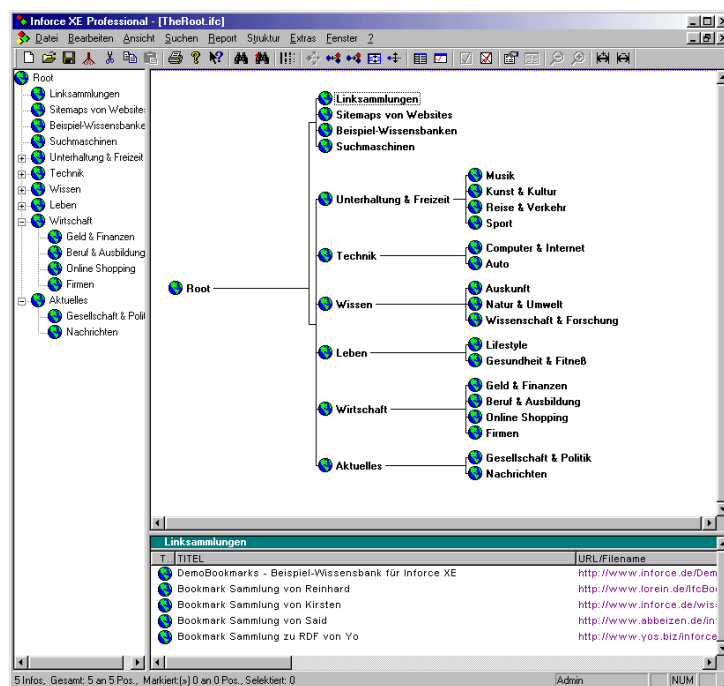 Inforce XE Professional - [TheRoot.ifc]
Datei Bearbeiten Ansicht Suchen Report Struktur Extras Fenster ?
Root
Linksammlungen
Sitemaps von Website
Beispiel-Wissensbanke
Suchmaschinen
Unterhaltung & Freizeit
Technik
Wissen
Leben
Wirtschaft
Geld & Finanzen
Beruf & Ausbildung
Online Shopping
Firmen
Aktuelles
Gesellschaft & Polit
Nachrichten
Root
Linksammlungen
Sitemaps von Websites
Beispiel-Wissensbanken
Suchmaschinen
Unterhaltung & Freizeit
Musik
Kunst & Kultur
Reise & Verkehr
Sport
Technik
Computer & Internet
Auto
Wissen
Auskunft
Natur & Umwelt
Wissenschaft & Forschung
Leben
Lifestyle
Gesundheit & Fitneß
Wirtschaft
Geld & Finanzen
Beruf & Ausbildung
Online Shopping
Firmen
Aktuelles
Gesellschaft & Politik
Nachrichten
Linksammlungen
T.. TITEL URL/Filename
DemoBookmarks - Beispiel-Wissensbank für Inforce XE http://www.inforce.de/Dem
Bookmark Sammlung von Reinhard http://www.lorein.de/IfcBo
Bookmark Sammlung von Kirsten http://www.inforce.de/wis
Bookmark Sammlung von Said http://www.abbeizen.de/in
Bookmark Sammlung zu RDF von Yo http://www.yos.biz/inforce
5 Infos, Gesamt: 5 an 5 Pos., Markiert:(») 0 an 0 Pos., Selektiert: 0 Admin NUM